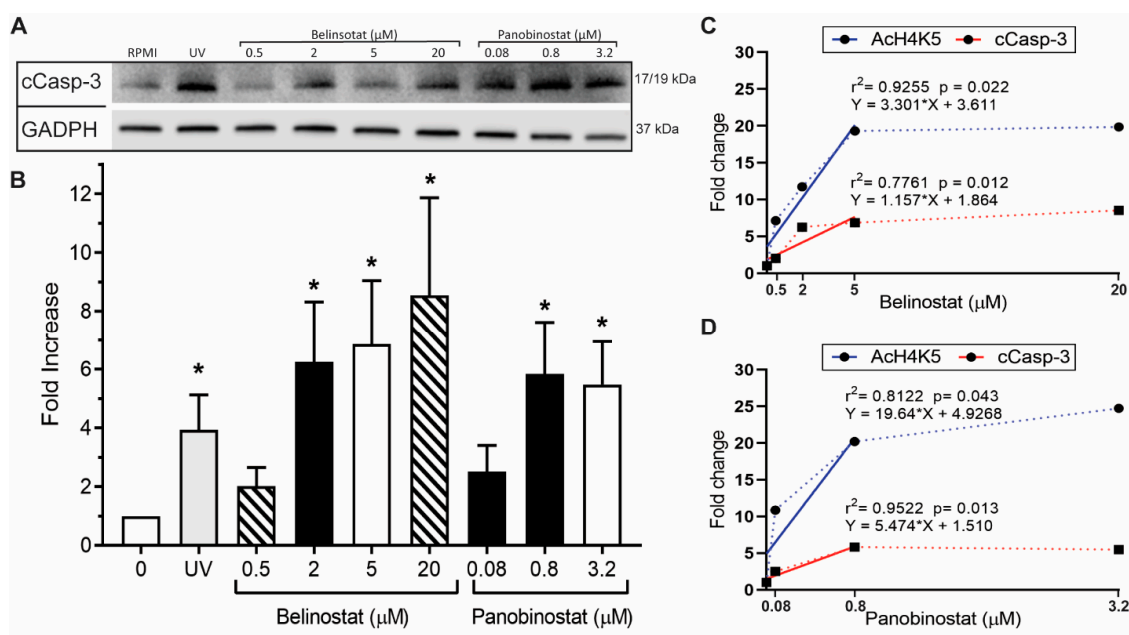 A
Belinsotat (μM)
Panobinostat (μM)
RPMI UV 0.5 2 5 20 0.08 0.8 3.2
cCasp-3 17/19 kDa
GADPH 37 kDa
B
Fold Increase
12
10
8
6
4
2
0
* * * * * *
0 UV 0.5 2 5 20 0.08 0.8 3.2
Belinostat (μM) Panobinostat (μM)
C
AcH4K5 cCasp-3
Fold change
30
25
20
15
10
5
0
r²= 0.9255 p = 0.022
Y = 3.301*X + 3.611
r²= 0.7761 p = 0.012
Y = 1.157*X + 1.864
0.5 2 5 20
Belinostat (μM)
D
AcH4K5 cCasp-3
Fold change
30
25
20
15
10
5
0
r²= 0.8122 p= 0.043
Y = 19.64*X + 4.9268
r²= 0.9522 p= 0.013
Y = 5.474*X + 1.510
0.08 0.8 3.2
Panobinostat (μM)